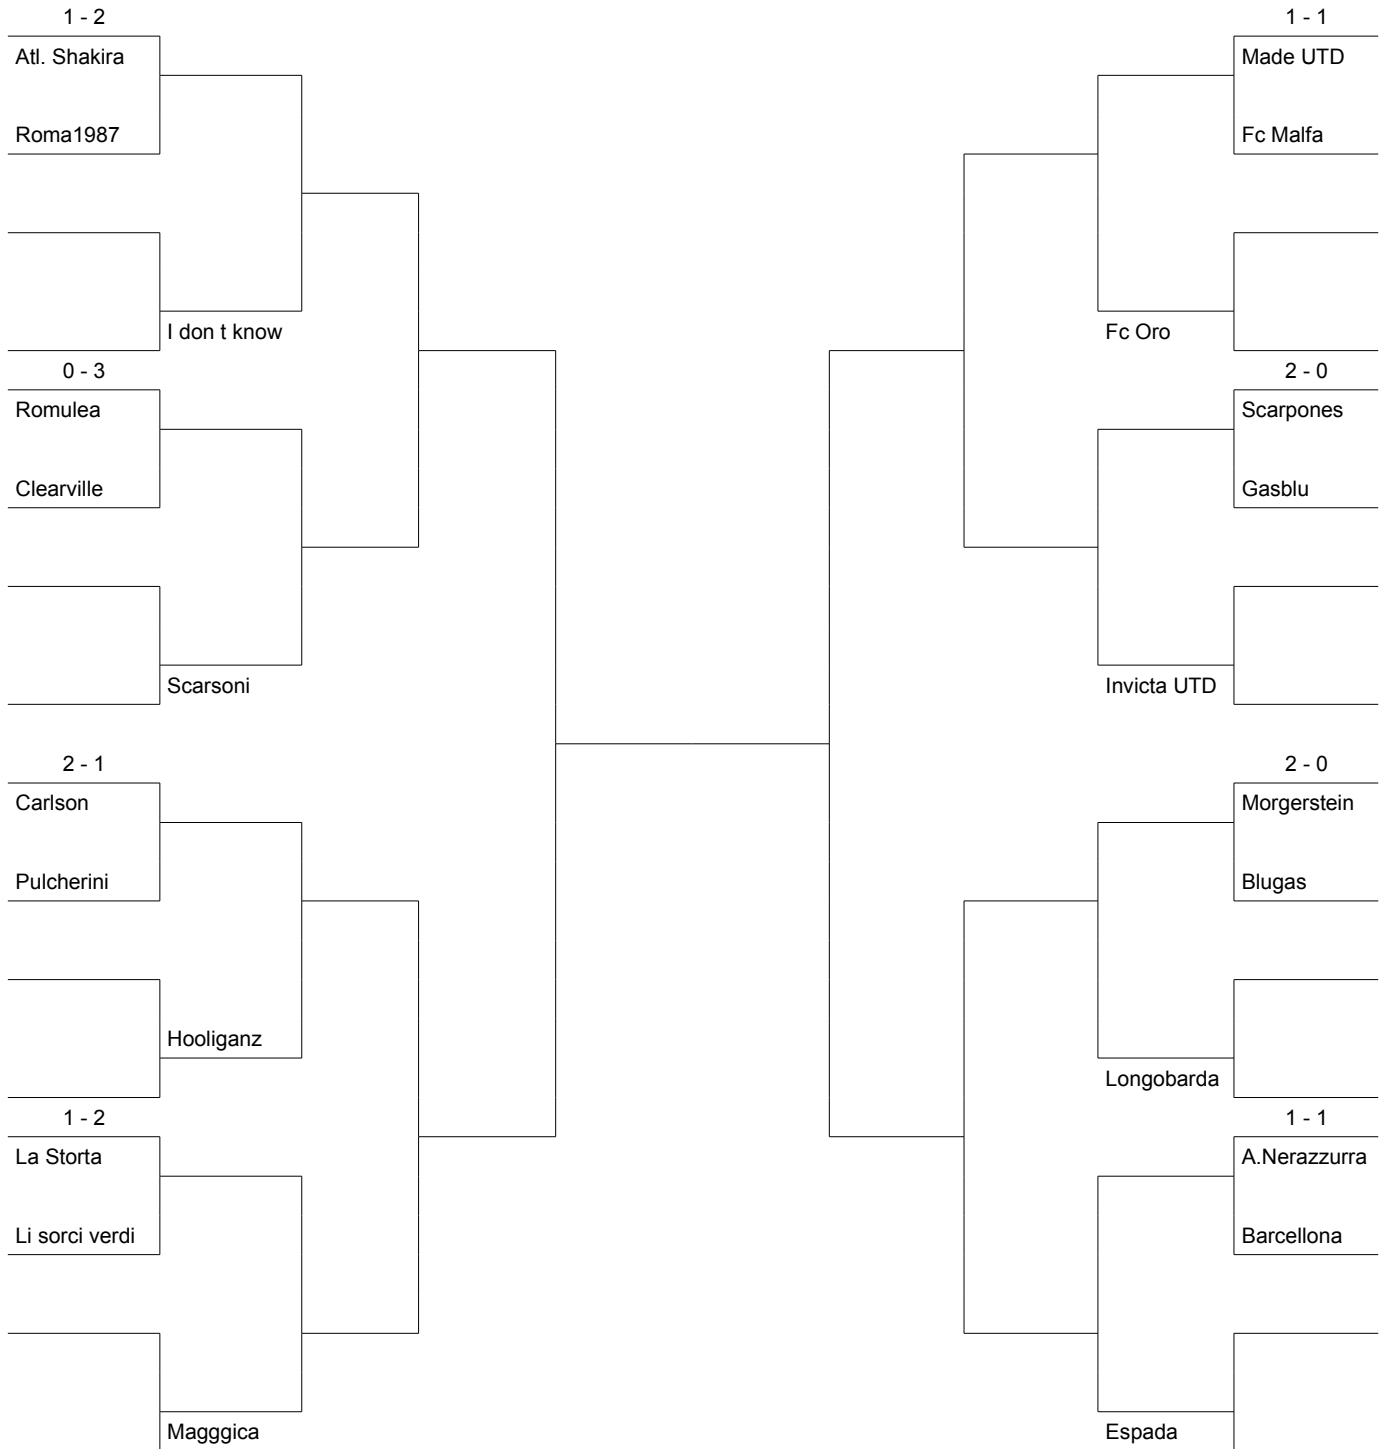 1 - 2
1 - 1
Atl. Shakira
Made UTD
Roma1987
Fc Malfa
I don t know
Fc Oro
0 - 3
2 - 0
Romulea
Scarpones
Clearville
Gasblu
Scarsoni
Invicta UTD
2 - 1
2 - 0
Carlson
Morgerstein
Pulcherini
Blugas
Hooliganz
Longobarda
1 - 2
1 - 1
La Storta
A.Nerazzurra
Li sorci verdi
Barcellona
Magggica
Espada